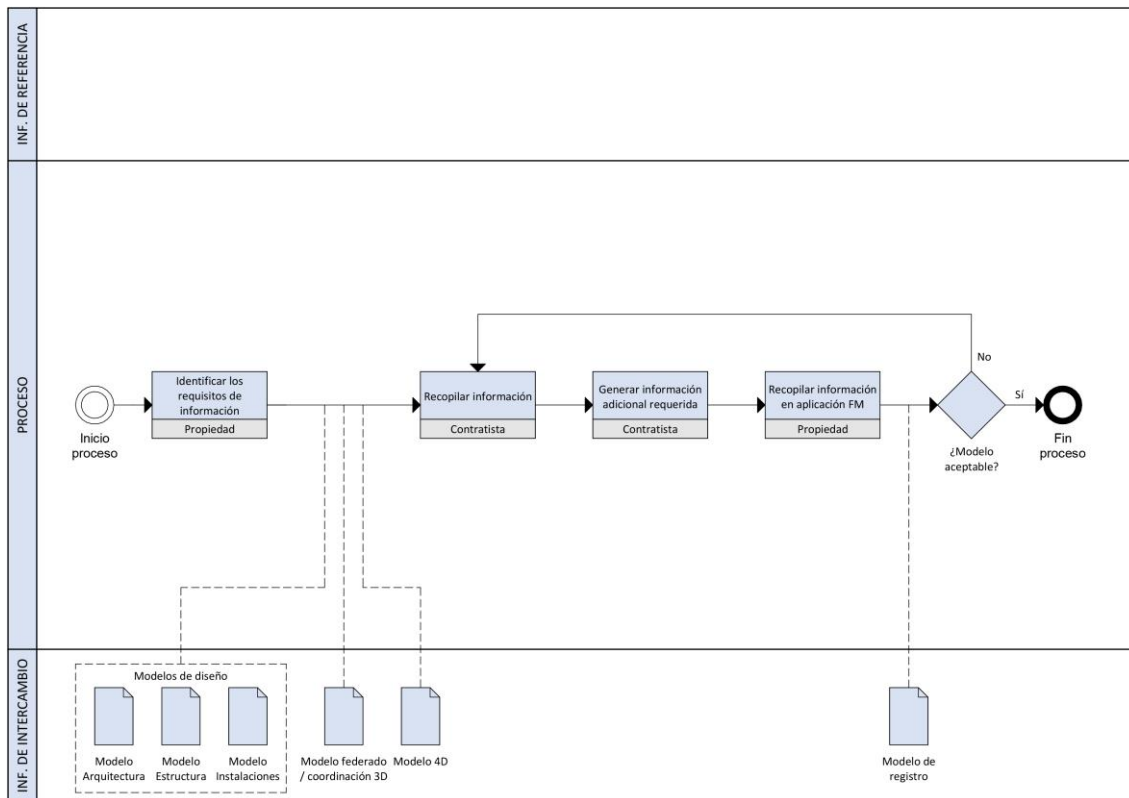 INF. DE REFERENCIA
PROCESO
No
Identificar los
requisitos de
información
Propiedad
Recopilar información
Contratista
Generar información
adicional requerida
Contratista
Recopilar información
en aplicación FM
Propiedad
Sí
Inicio
proceso
¿Modelo
aceptable?
Fin
proceso
INF. DE INTERCAMBIO
Modelos de diseño
Modelo
Arquitectura
Modelo
Estructura
Modelo
Instalaciones
Modelo federado
/ coordinación 3D
Modelo 4D
Modelo de
registro